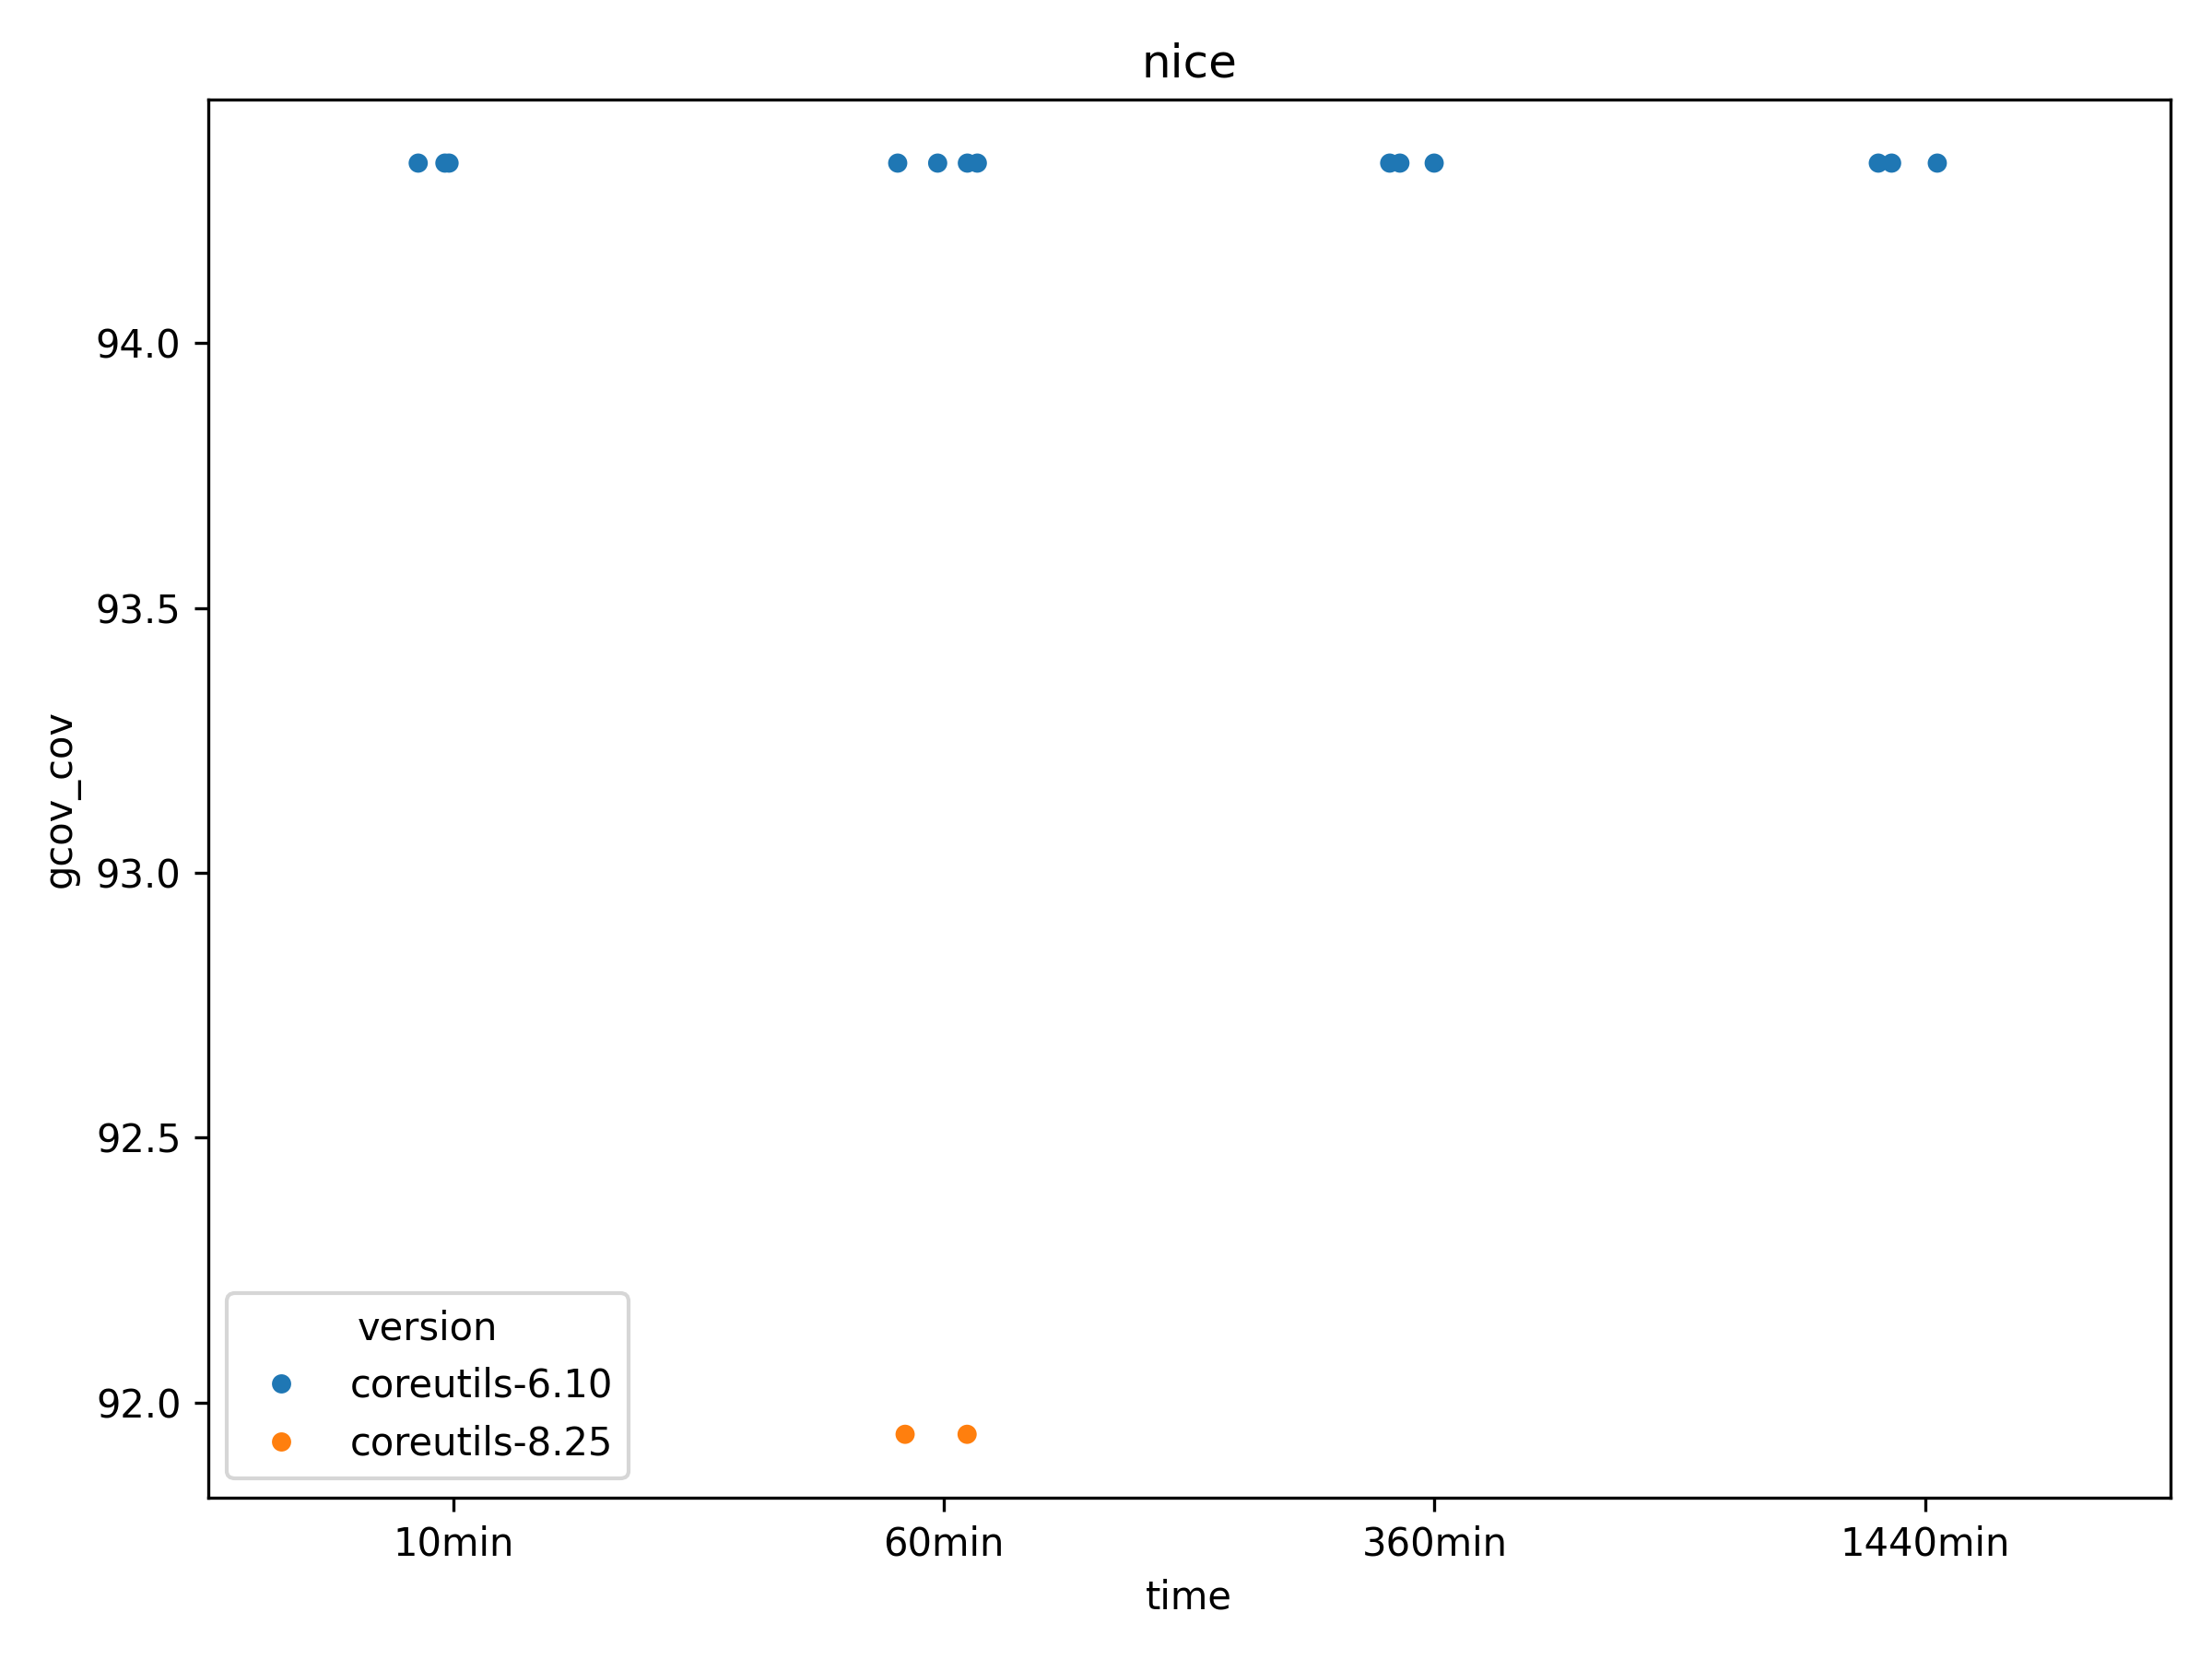 nice
94.0
93.5
93.0
92.5
92.0
gcov_cov
version
coreutils-6.10
coreutils-8.25
10min 60min 360min 1440min
time